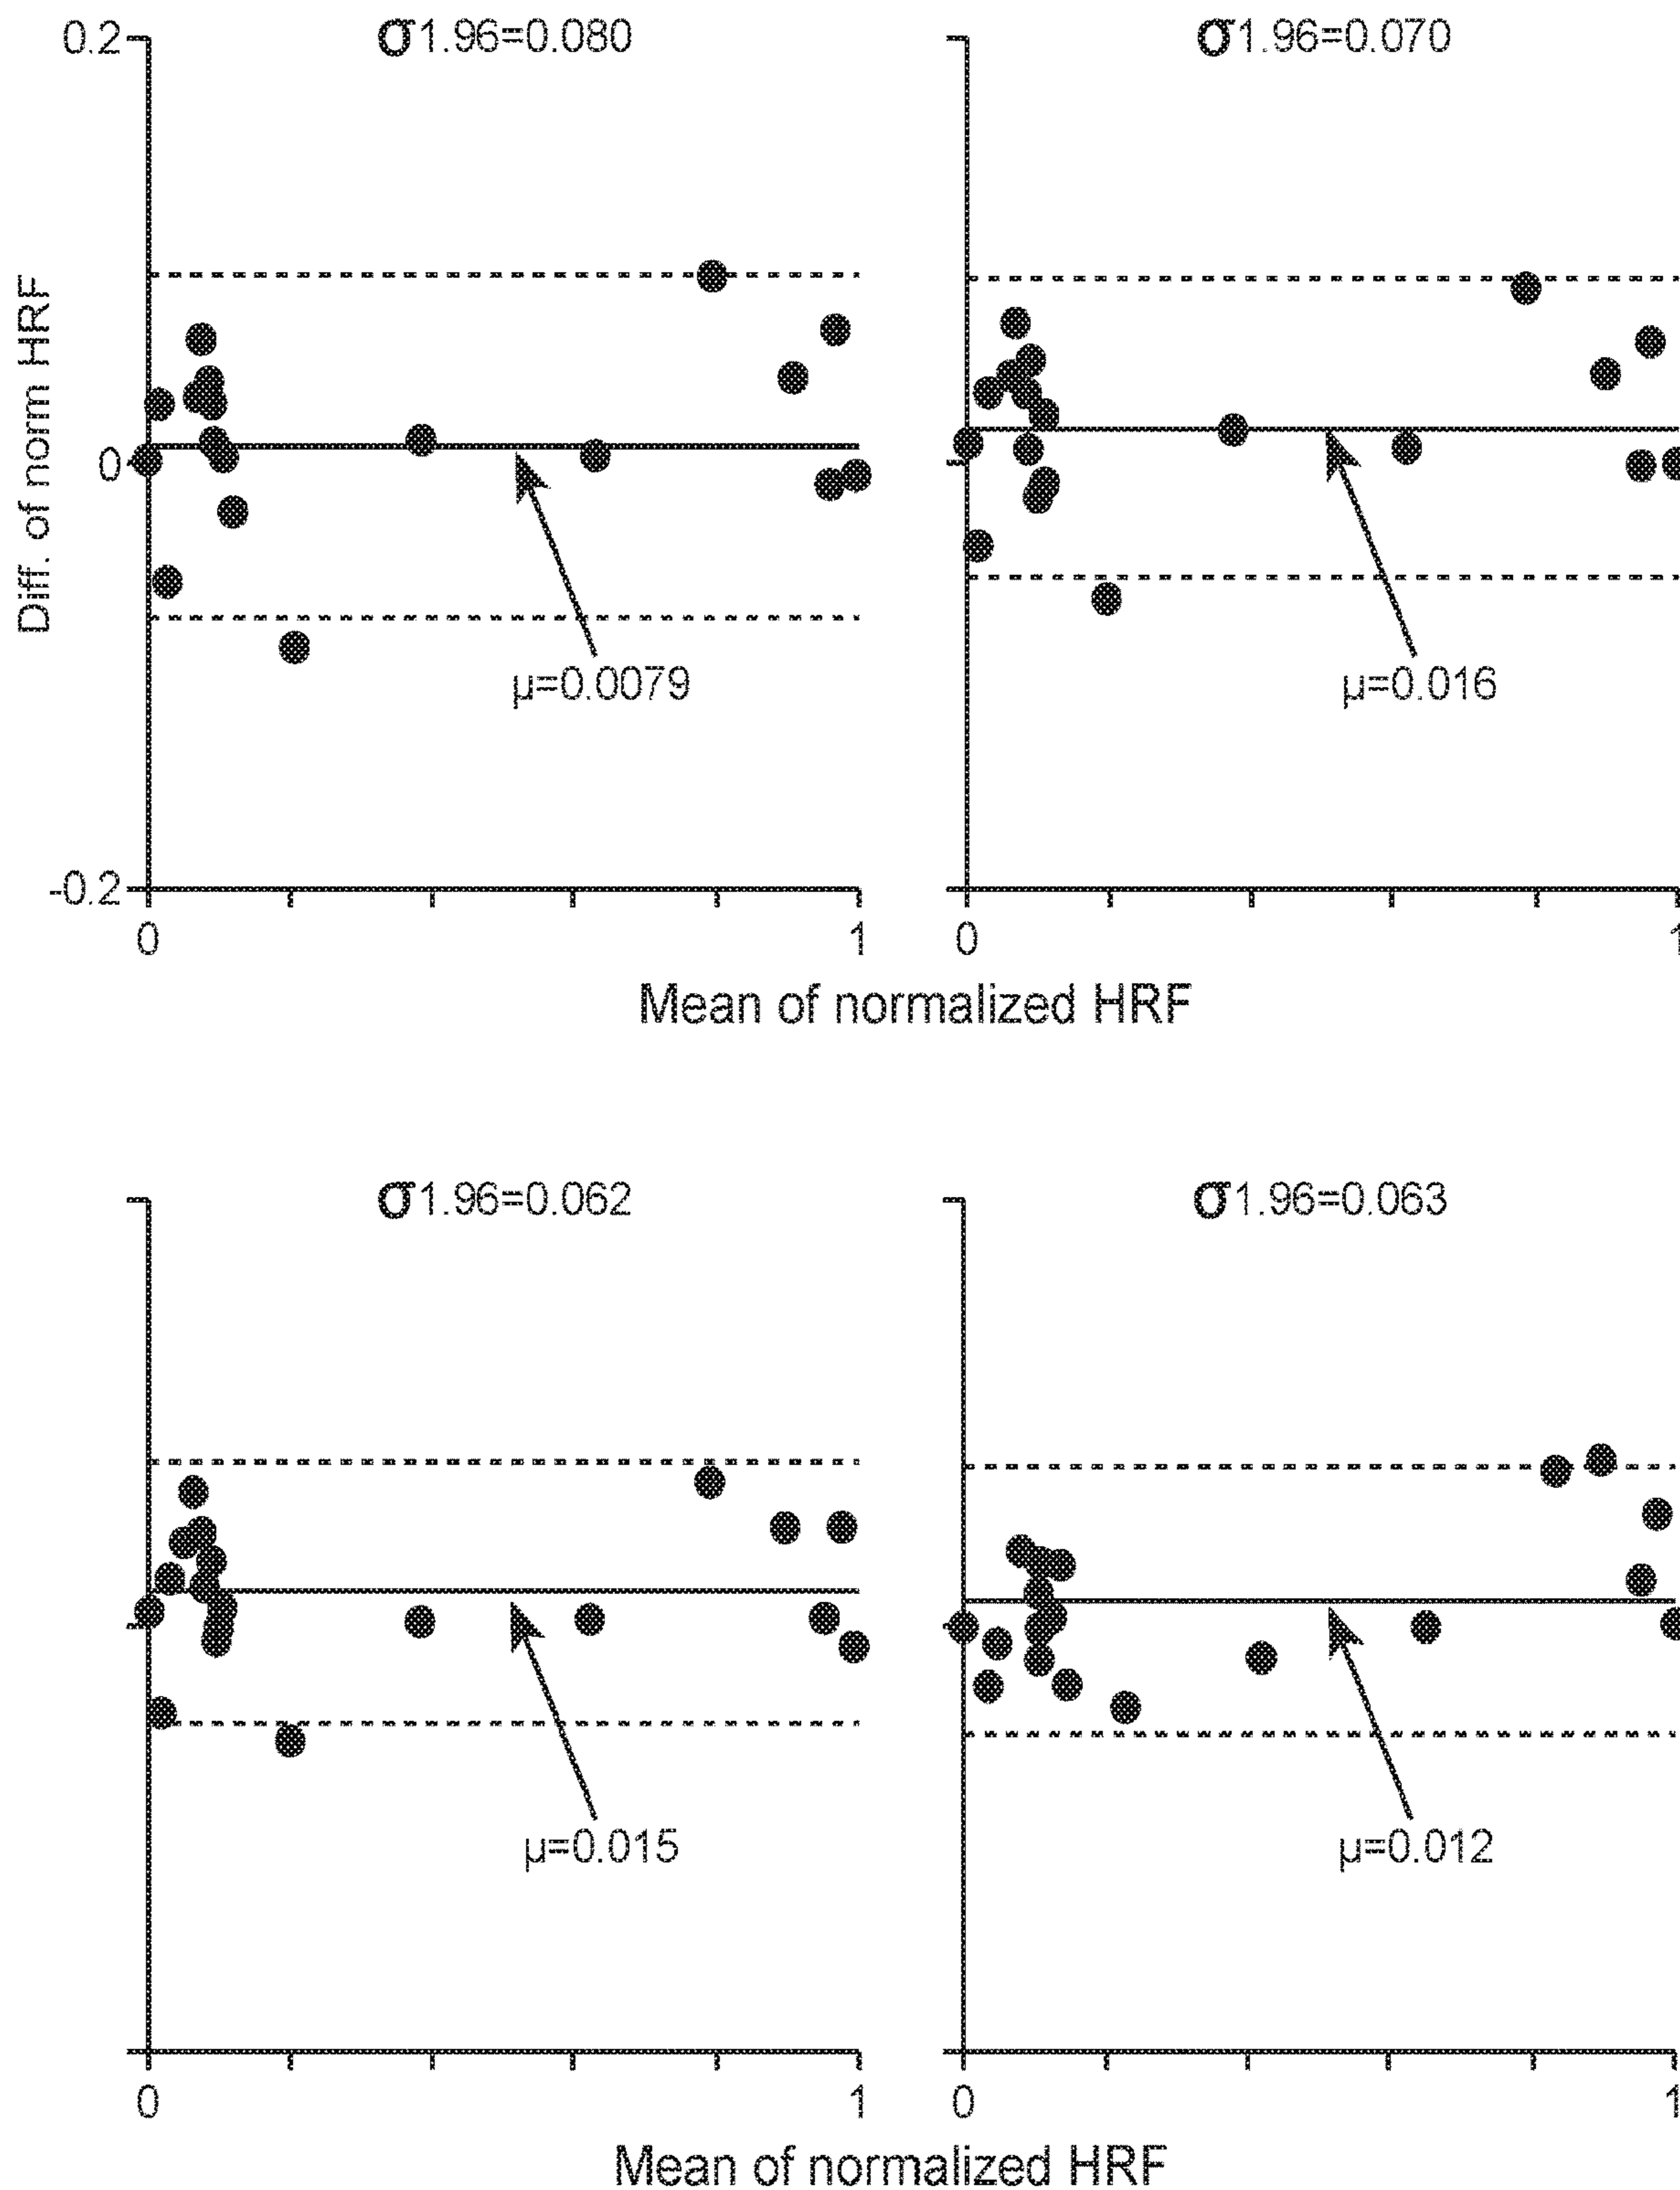 σ1.96=0.080
σ1.96=0.070
0.2
0
-0.2
Diff. of norm HRF
μ=0.0079
μ=0.016
0
1
0
1
Mean of normalized HRF
σ1.96=0.062
σ1.96=0.063
μ=0.015
μ=0.012
0
1
0
1
Mean of normalized HRF